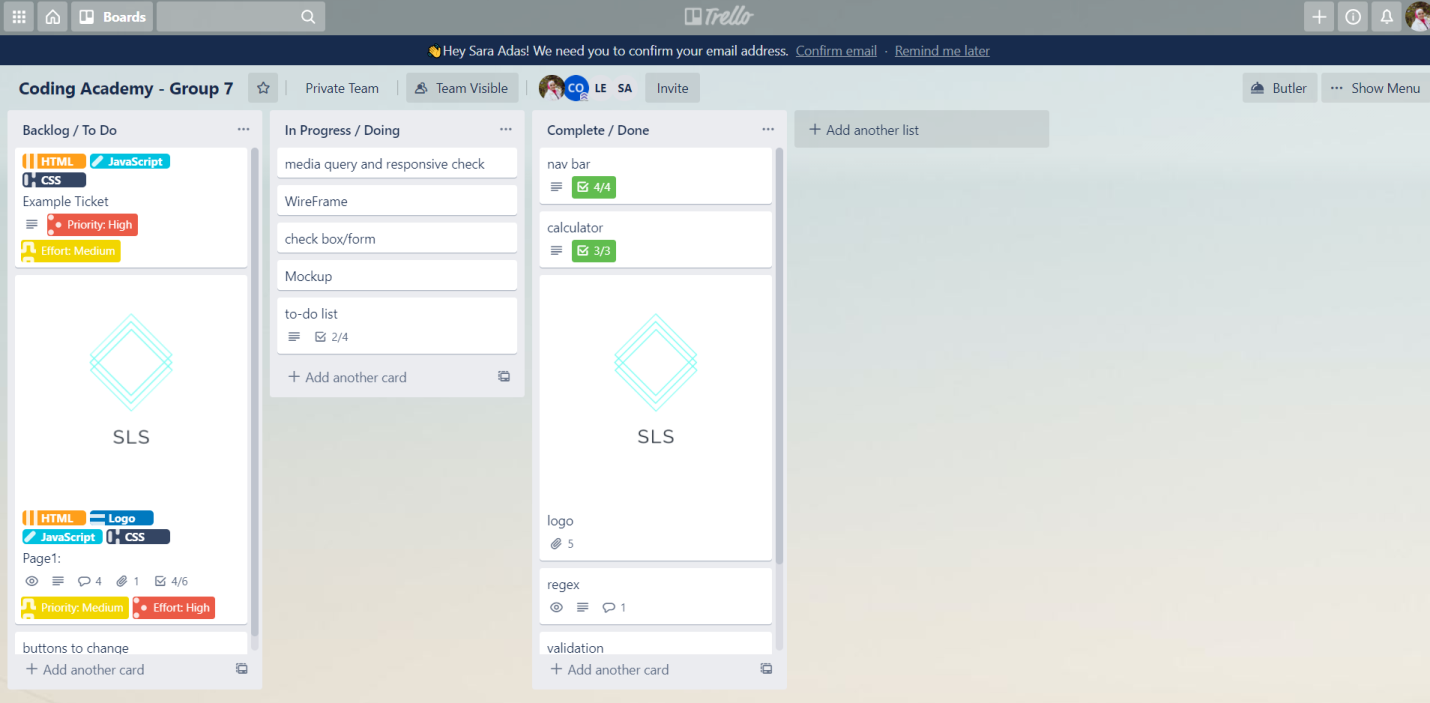 Boards
Trello
👋Hey Sara Adas! We need you to confirm your email address. Confirm email · Remind me later
Coding Academy - Group 7
Private Team
Team Visible
CO
LE
SA
Invite
Butler
··· Show Menu
Backlog / To Do
HTML
JavaScript
CSS
Example Ticket
Priority: High
Effort: Medium
SLS
HTML
Logo
JavaScript
CSS
Page1:
4
1
4/6
Priority: Medium
Effort: High
buttons to change
+ Add another card
In Progress / Doing
media query and responsive check
WireFrame
check box/form
Mockup
to-do list
2/4
+ Add another card
Complete / Done
nav bar
4/4
calculator
3/3
SLS
logo
5
regex
1
validation
+ Add another card
+ Add another list